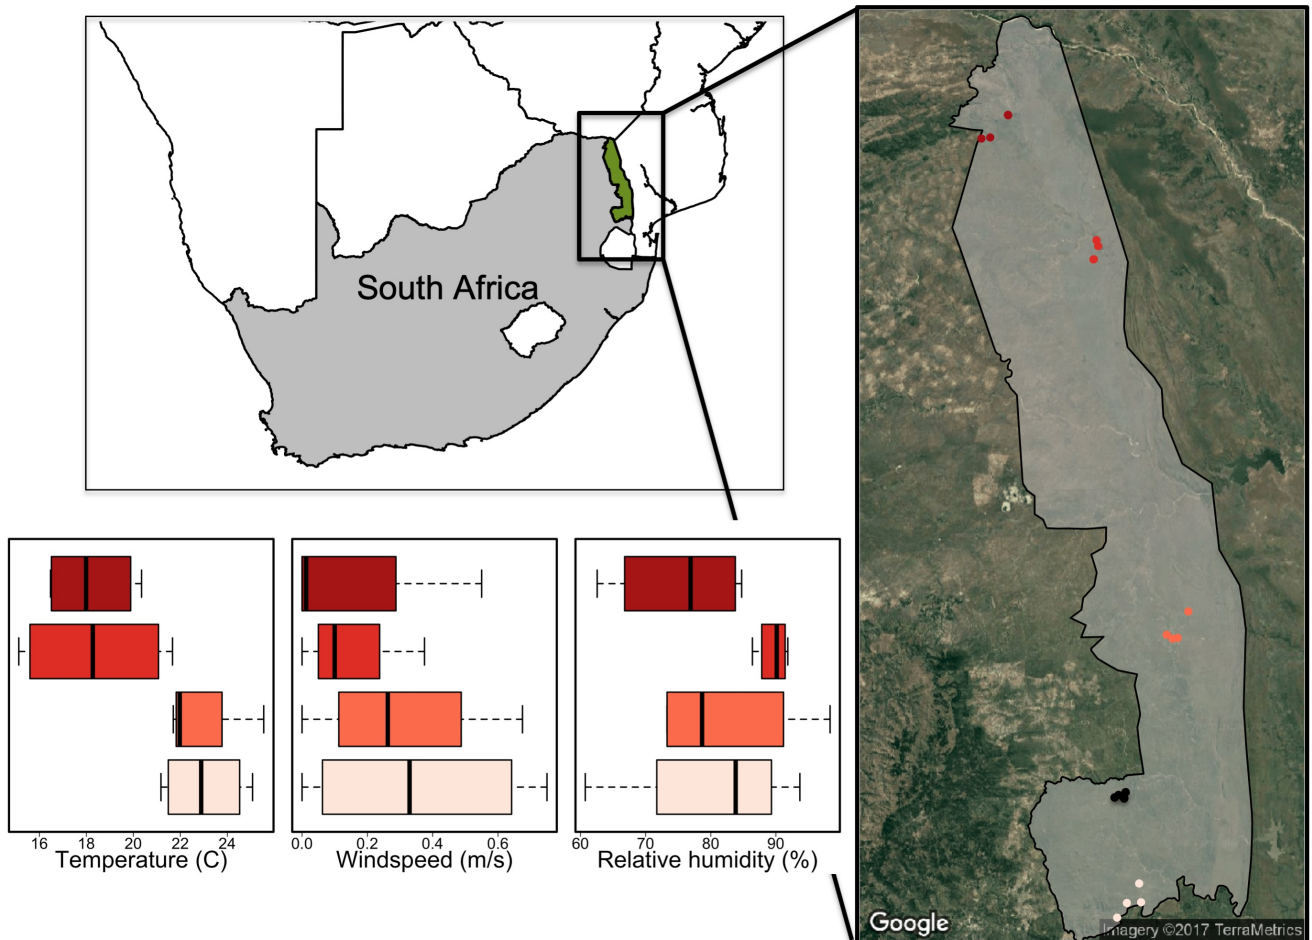 South Africa
16 18 20 22 24
Temperature (C)
0.0 0.2 0.4 0.6
Windspeed (m/s)
60 70 80 90
Relative humidity (%)
Google
Imagery ©2017 TerraMetrics